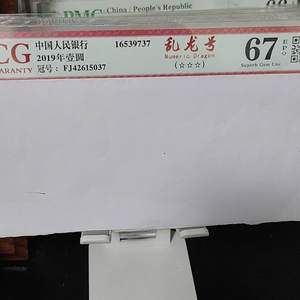 PMG
China / People's Republic
CG
WARRANTY
中国人民银行
16539737
2019年壹圆
冠号: FJ42615037
乱龙号
Numeric Dragon
(☆☆☆)
67
EPQ
Superb Gem Unc